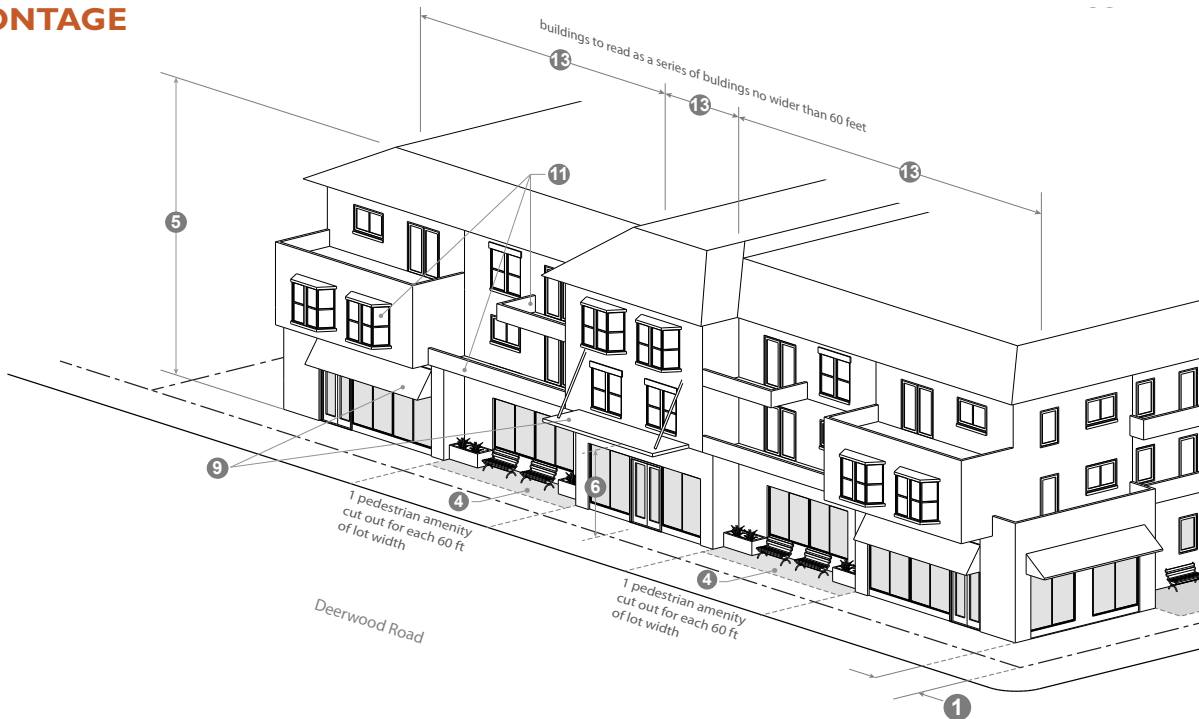 ONTAGE
buildings to read as a series of buldings no wider than 60 feet
13
13
13
11
5
9
4
6
1 pedestrian amenity
cut out for each 60 ft
of lot width
4
1 pedestrian amenity
cut out for each 60 ft
of lot width
Deerwood Road
1